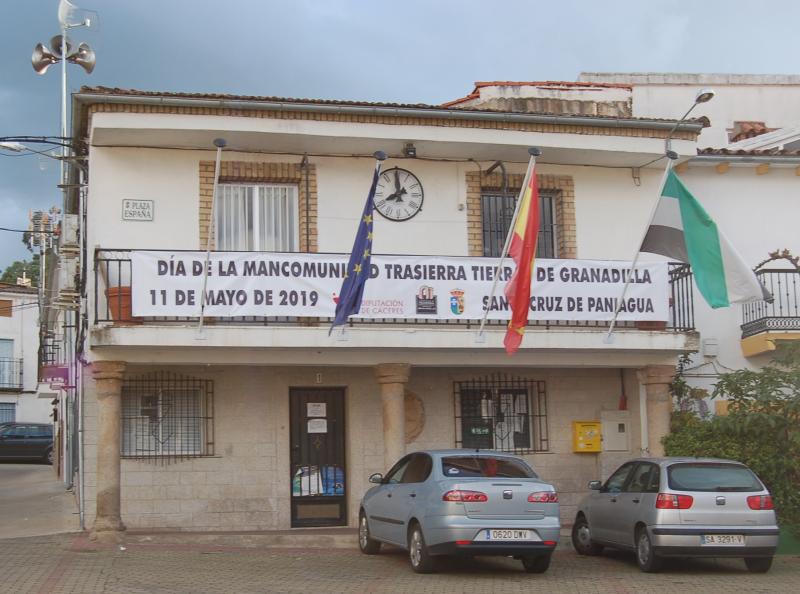 PLAZA
ESPAÑA
DÍA DE LA MANCOMUNIDAD TRASIERRA TIERRAS DE GRANADILLA
11 DE MAYO DE 2019
DIPUTACIÓN
DE CÁCERES
SANTA CRUZ DE PANIAGUA
1
0620 DWV
SA 3291-V